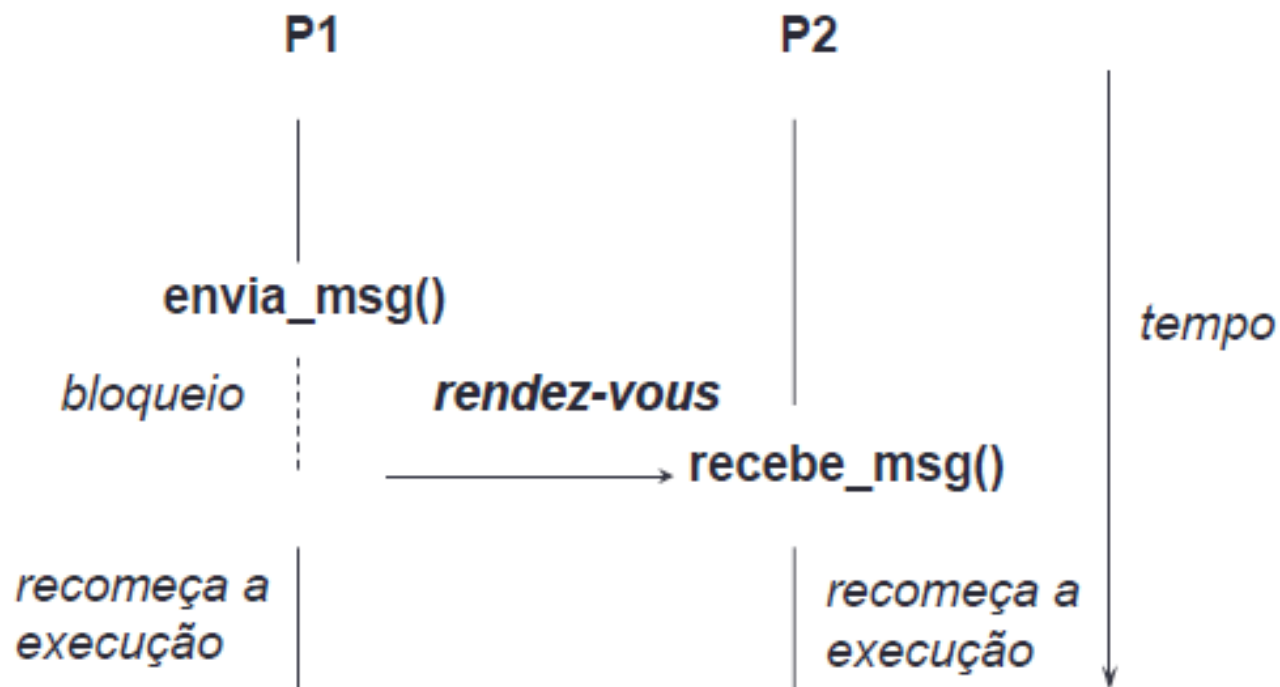 P1
P2
envia_msg()
tempo
bloqueio
rendez-vous
recebe_msg()
recomeça a
execução
recomeça a
execução